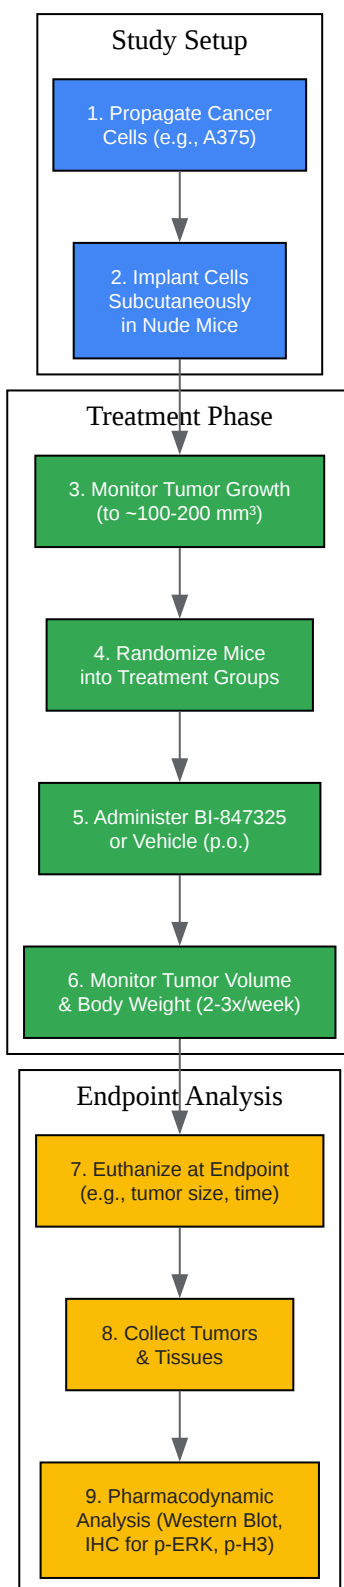 Study Setup
1. Propagate Cancer
Cells (e.g., A375)
2. Implant Cells
Subcutaneously
in Nude Mice
Treatment Phase
3. Monitor Tumor Growth
(to ~100-200 mm³)
4. Randomize Mice
into Treatment Groups
5. Administer BI-847325
or Vehicle (p.o.)
6. Monitor Tumor Volume
& Body Weight (2-3x/week)
Endpoint Analysis
7. Euthanize at Endpoint
(e.g., tumor size, time)
8. Collect Tumors
& Tissues
9. Pharmacodynamic
Analysis (Western Blot,
IHC for p-ERK, p-H3)